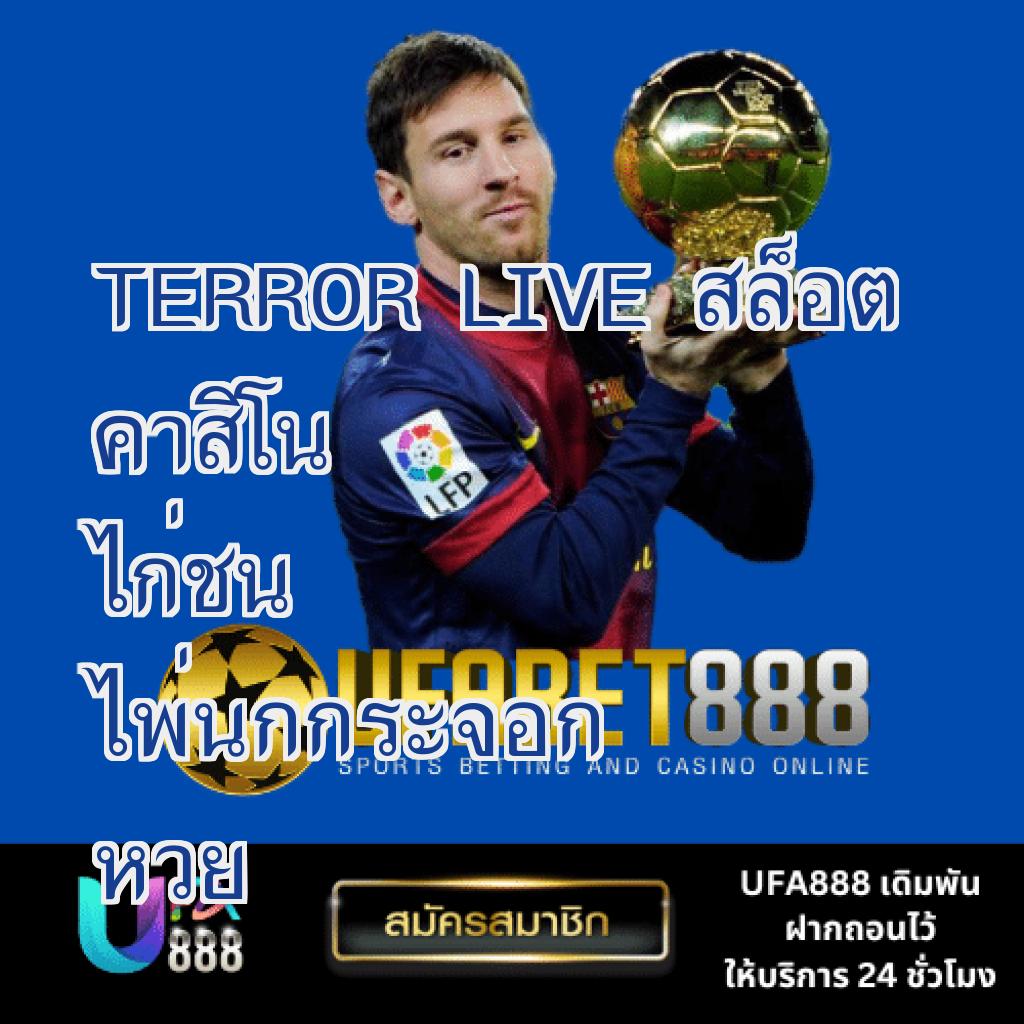 TERROR LIVE สล็อต
LFP
คาสิโน
ไก่ชน
UFABET888
ไพ่นกกระจอก
SPORTS BETTING AND CASINO ONLINE
หวย
UFA
888
สมัครสมาชิก
UFA888 เดิมพัน
ฝากถอนไว้
ให้บริการ 24 ชั่วโมง